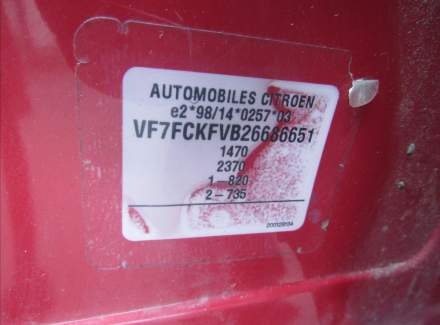 AUTOMOBILES CITROEN
e2*98/14*0257*03
VF7FCKFVB26686651
1470
2370
1-820
2-735